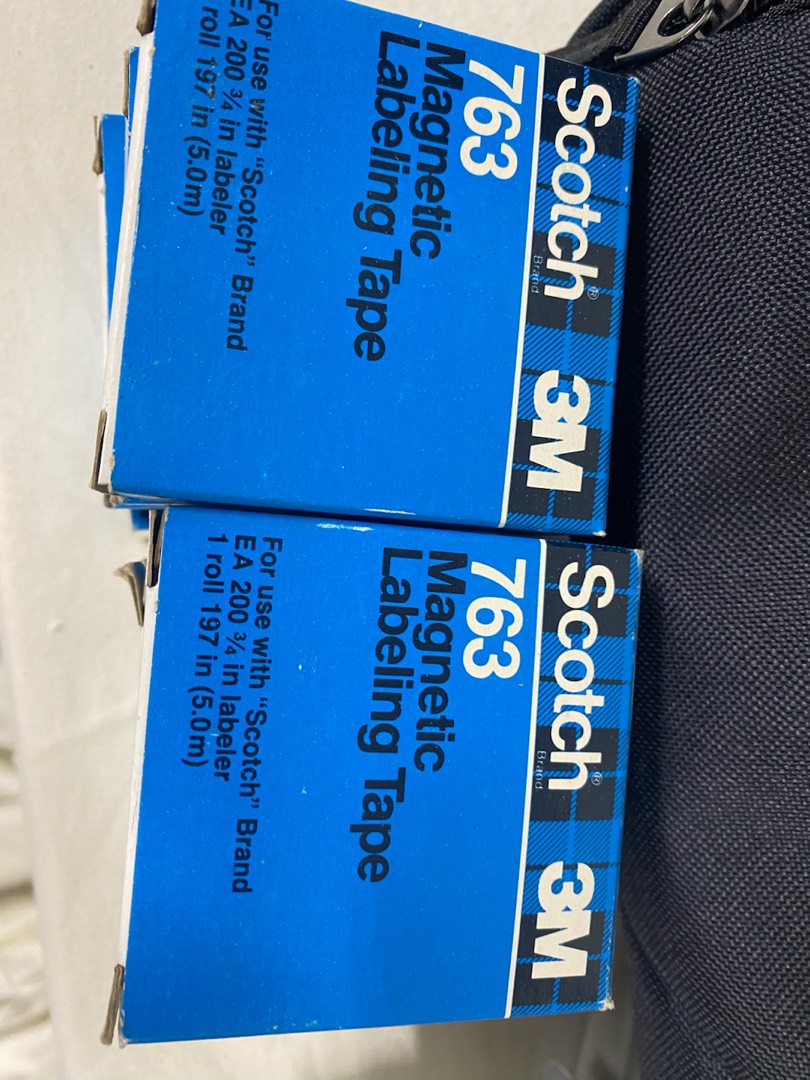 Scotch® 3M
Brand
763
Magnetic
Labeling Tape
For use with “Scotch” Brand
EA 200 3/4 in labeler
1 roll 197 in (5.0m)
Scotch® 3M
Brand
763
Magnetic
Labeling Tape
For use with “Scotch” Brand
EA 200 3/4 in labeler
roll 197 in (5.0m)